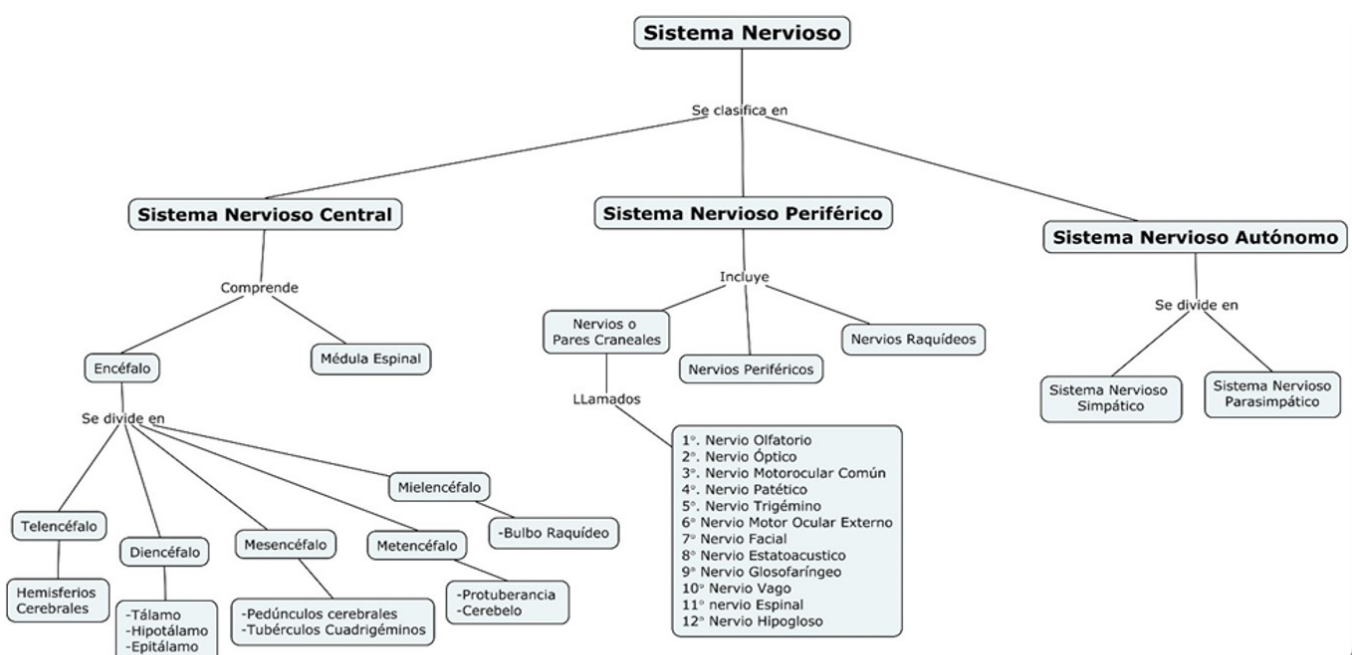 Sistema Nervioso
Se clasifica en
Sistema Nervioso Central
Sistema Nervioso Periférico
Sistema Nervioso Autónomo
Comprende
Incluye
Se divide en
Encéfalo
Médula Espinal
Nervios o
Pares Craneales
Nervios Periféricos
Nervios Raquídeos
Sistema Nervioso
Simpático
Sistema Nervioso
Parasimpático
Se divide en
LLamados
Telencéfalo
Hemisferios
Cerebrales
Diencéfalo
-Tálamo
-Hipotálamo
-Epitálamo
Mesencéfalo
-Pedúnculos cerebrales
-Tubérculos Cuadrigéminos
Metencéfalo
-Protuberancia
-Cerebelo
Mielencéfalo
-Bulbo Raquídeo
1°. Nervio Olfatorio
2°. Nervio Óptico
3°. Nervio Motorocular Común
4°. Nervio Patético
5°. Nervio Trigémino
6° Nervio Motor Ocular Externo
7° Nervio Facial
8° Nervio Estatoacustico
9° Nervio Glosofaríngeo
10° Nervio Vago
11° nervio Espinal
12° Nervio Hipogloso